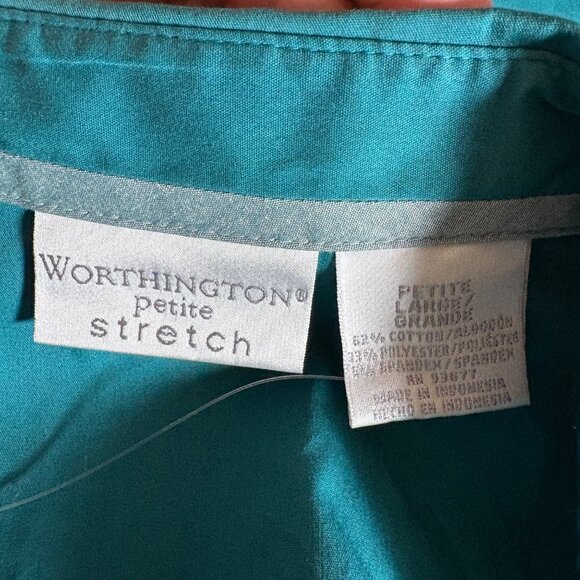 WORTHINGTON®
petite
stretch
PETITE
LARGE/
GRANDE
62% COTTON/ALGODÓN
33% POLYESTER/POLIÉSTER
5% SPANDEX/SPANDEX
RN 93677
MADE IN INDONESIA
HECHO EN INDONESIA